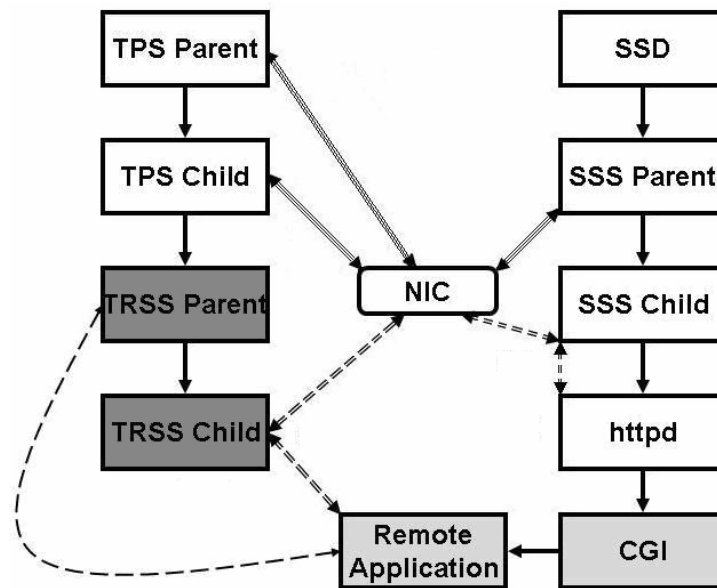 TPS Parent
SSD
TPS Child
SSS Parent
TRSS Parent
NIC
SSS Child
TRSS Child
httpd
Remote
Application
CGI